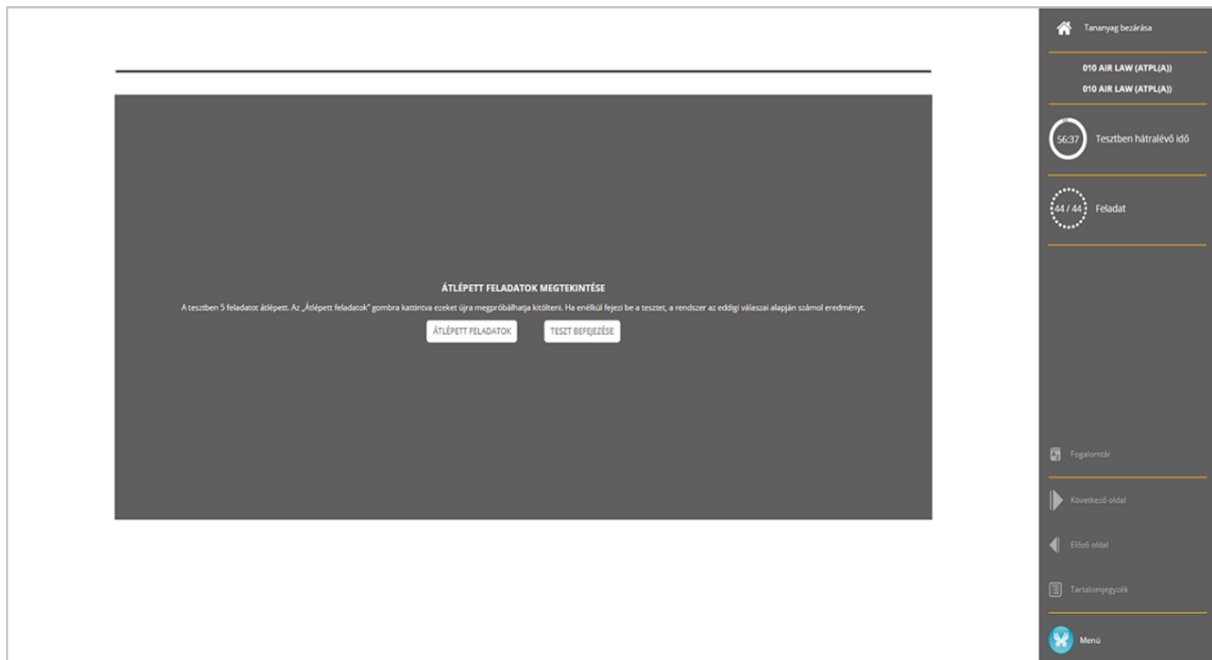 ÁTLÉPETT FELADATOK MEGTEKINTÉSE
A tesztben 5 feladatot átlépett. Az „Átlépett feladatok” gombra kattintva ezeket újra megpróbálhatja kitölteni. Ha enélkül fejezi be a tesztet, a rendszer az eddigi válaszai alapján számol eredményt.
ÁTLÉPETT FELADATOK
TESZT BEFEJEZÉSE
Tananyag bezárása
010 AIR LAW (ATPL(A))
010 AIR LAW (ATPL(A))
56:37 Tesztben hátralévő idő
44 / 44 Feladat
Fogalomtár
Következő oldal
Előző oldal
Tartalomjegyzék
Menü